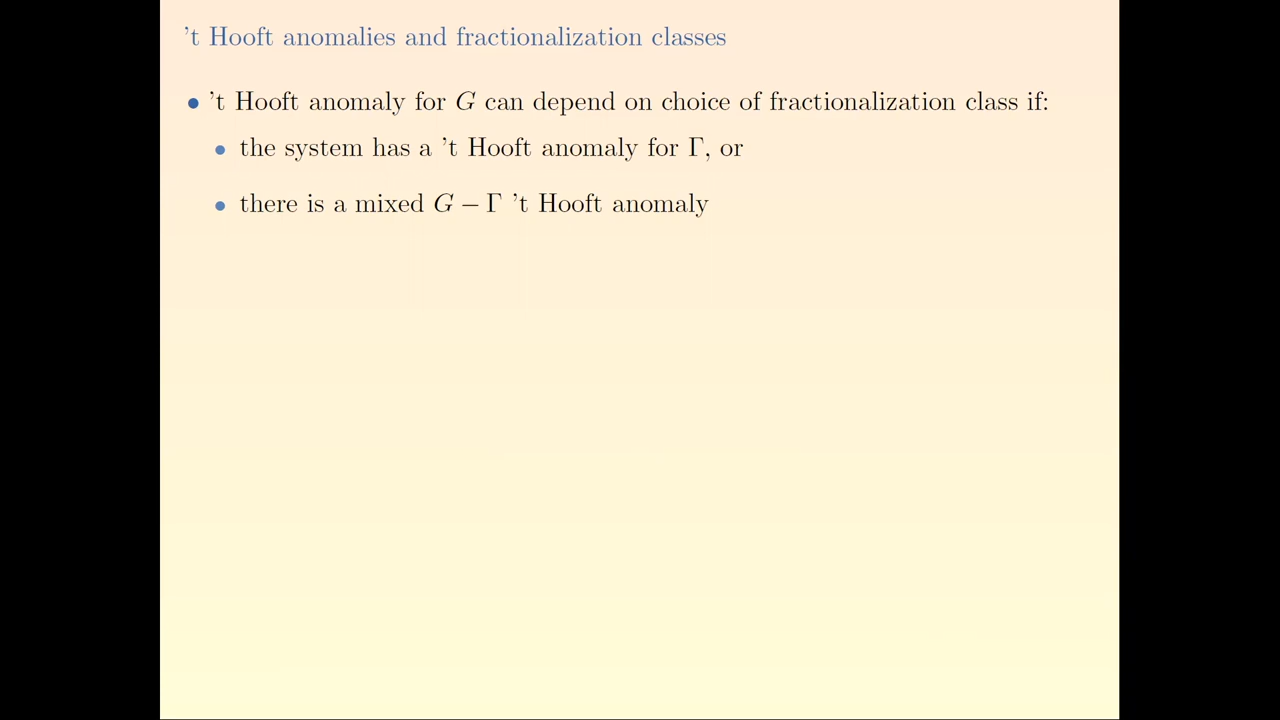 't Hooft anomalies and fractionalization classes
• 't Hooft anomaly for G can depend on choice of fractionalization class if:
• the system has a 't Hooft anomaly for Γ, or
• there is a mixed G − Γ 't Hooft anomaly